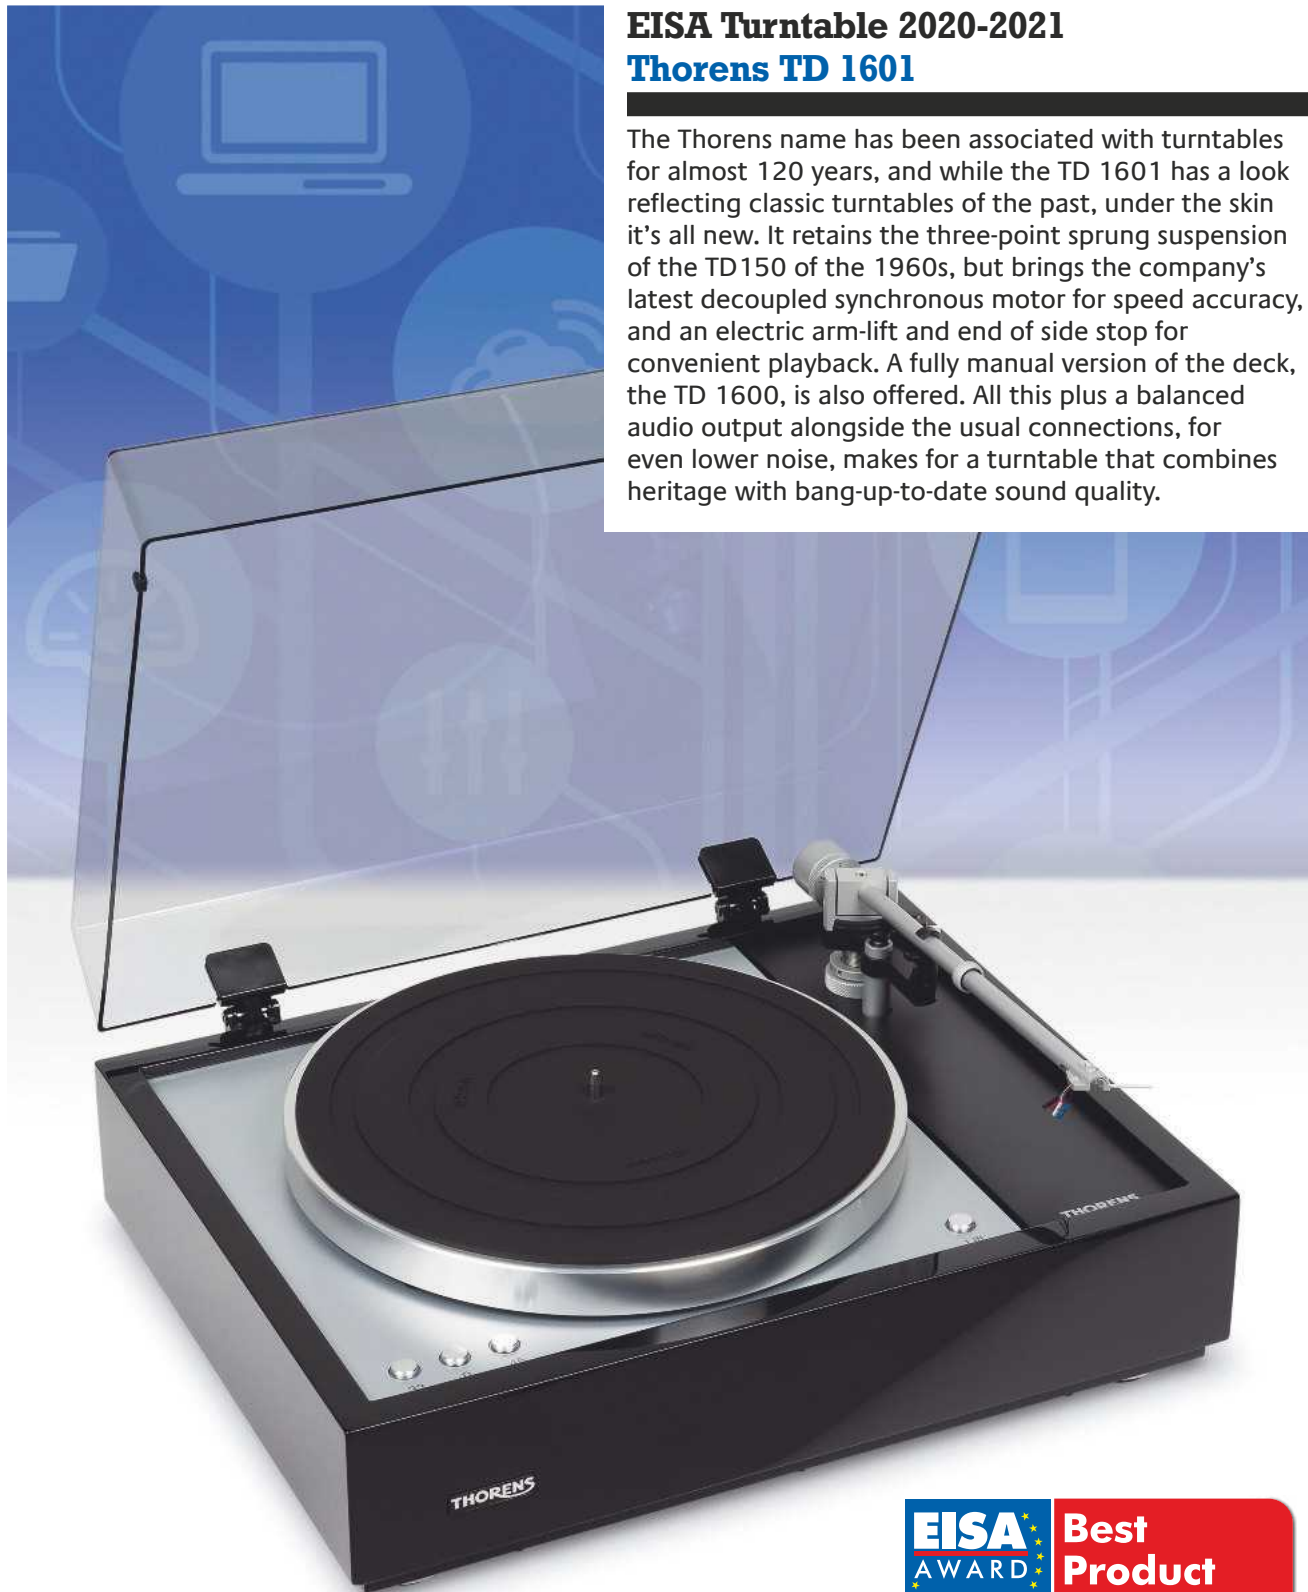 EISA Turntable 2020-2021
Thorens TD 1601
The Thorens name has been associated with turntables
for almost 120 years, and while the TD 1601 has a look
reflecting classic turntables of the past, under the skin
it's all new. It retains the three-point sprung suspension
of the TD150 of the 1960s, but brings the company's
latest decoupled synchronous motor for speed accuracy,
and an electric arm-lift and end of side stop for
convenient playback. A fully manual version of the deck,
the TD 1600, is also offered. All this plus a balanced
audio output alongside the usual connections, for
even lower noise, makes for a turntable that combines
heritage with bang-up-to-date sound quality.
THORENS
THORENS
EISA
AWARD
Best
Product